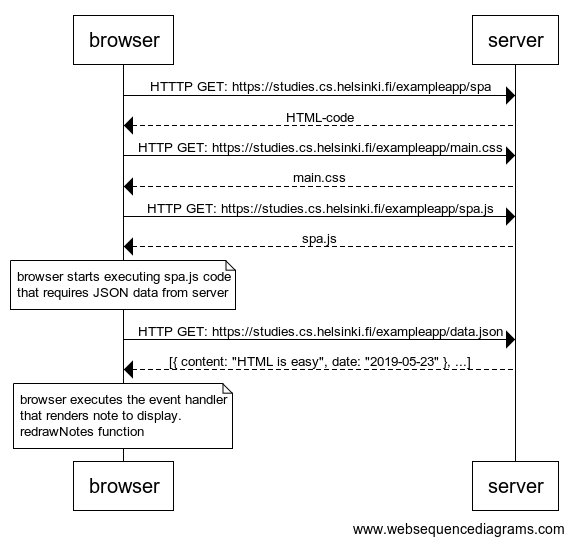 browser
server
HTTTP GET: https://studies.cs.helsinki.fi/exampleapp/spa
HTML-code
HTTP GET: https://studies.cs.helsinki.fi/exampleapp/main.css
main.css
HTTP GET: https://studies.cs.helsinki.fi/exampleapp/spa.js
spa.js
browser starts executing spa.js code
that requires JSON data from server
HTTP GET: https://studies.cs.helsinki.fi/exampleapp/data.json
[{ content: "HTML is easy", date: "2019-05-23" }, ...]
browser executes the event handler
that renders note to display.
redrawNotes function
browser
server
www.websequencediagrams.com